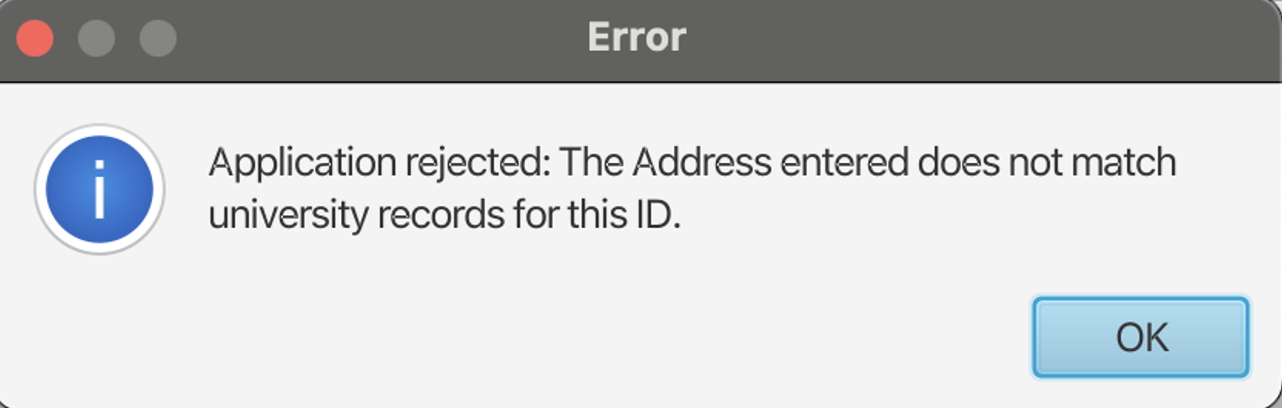 Error
Application rejected: The Address entered does not match
university records for this ID.
OK